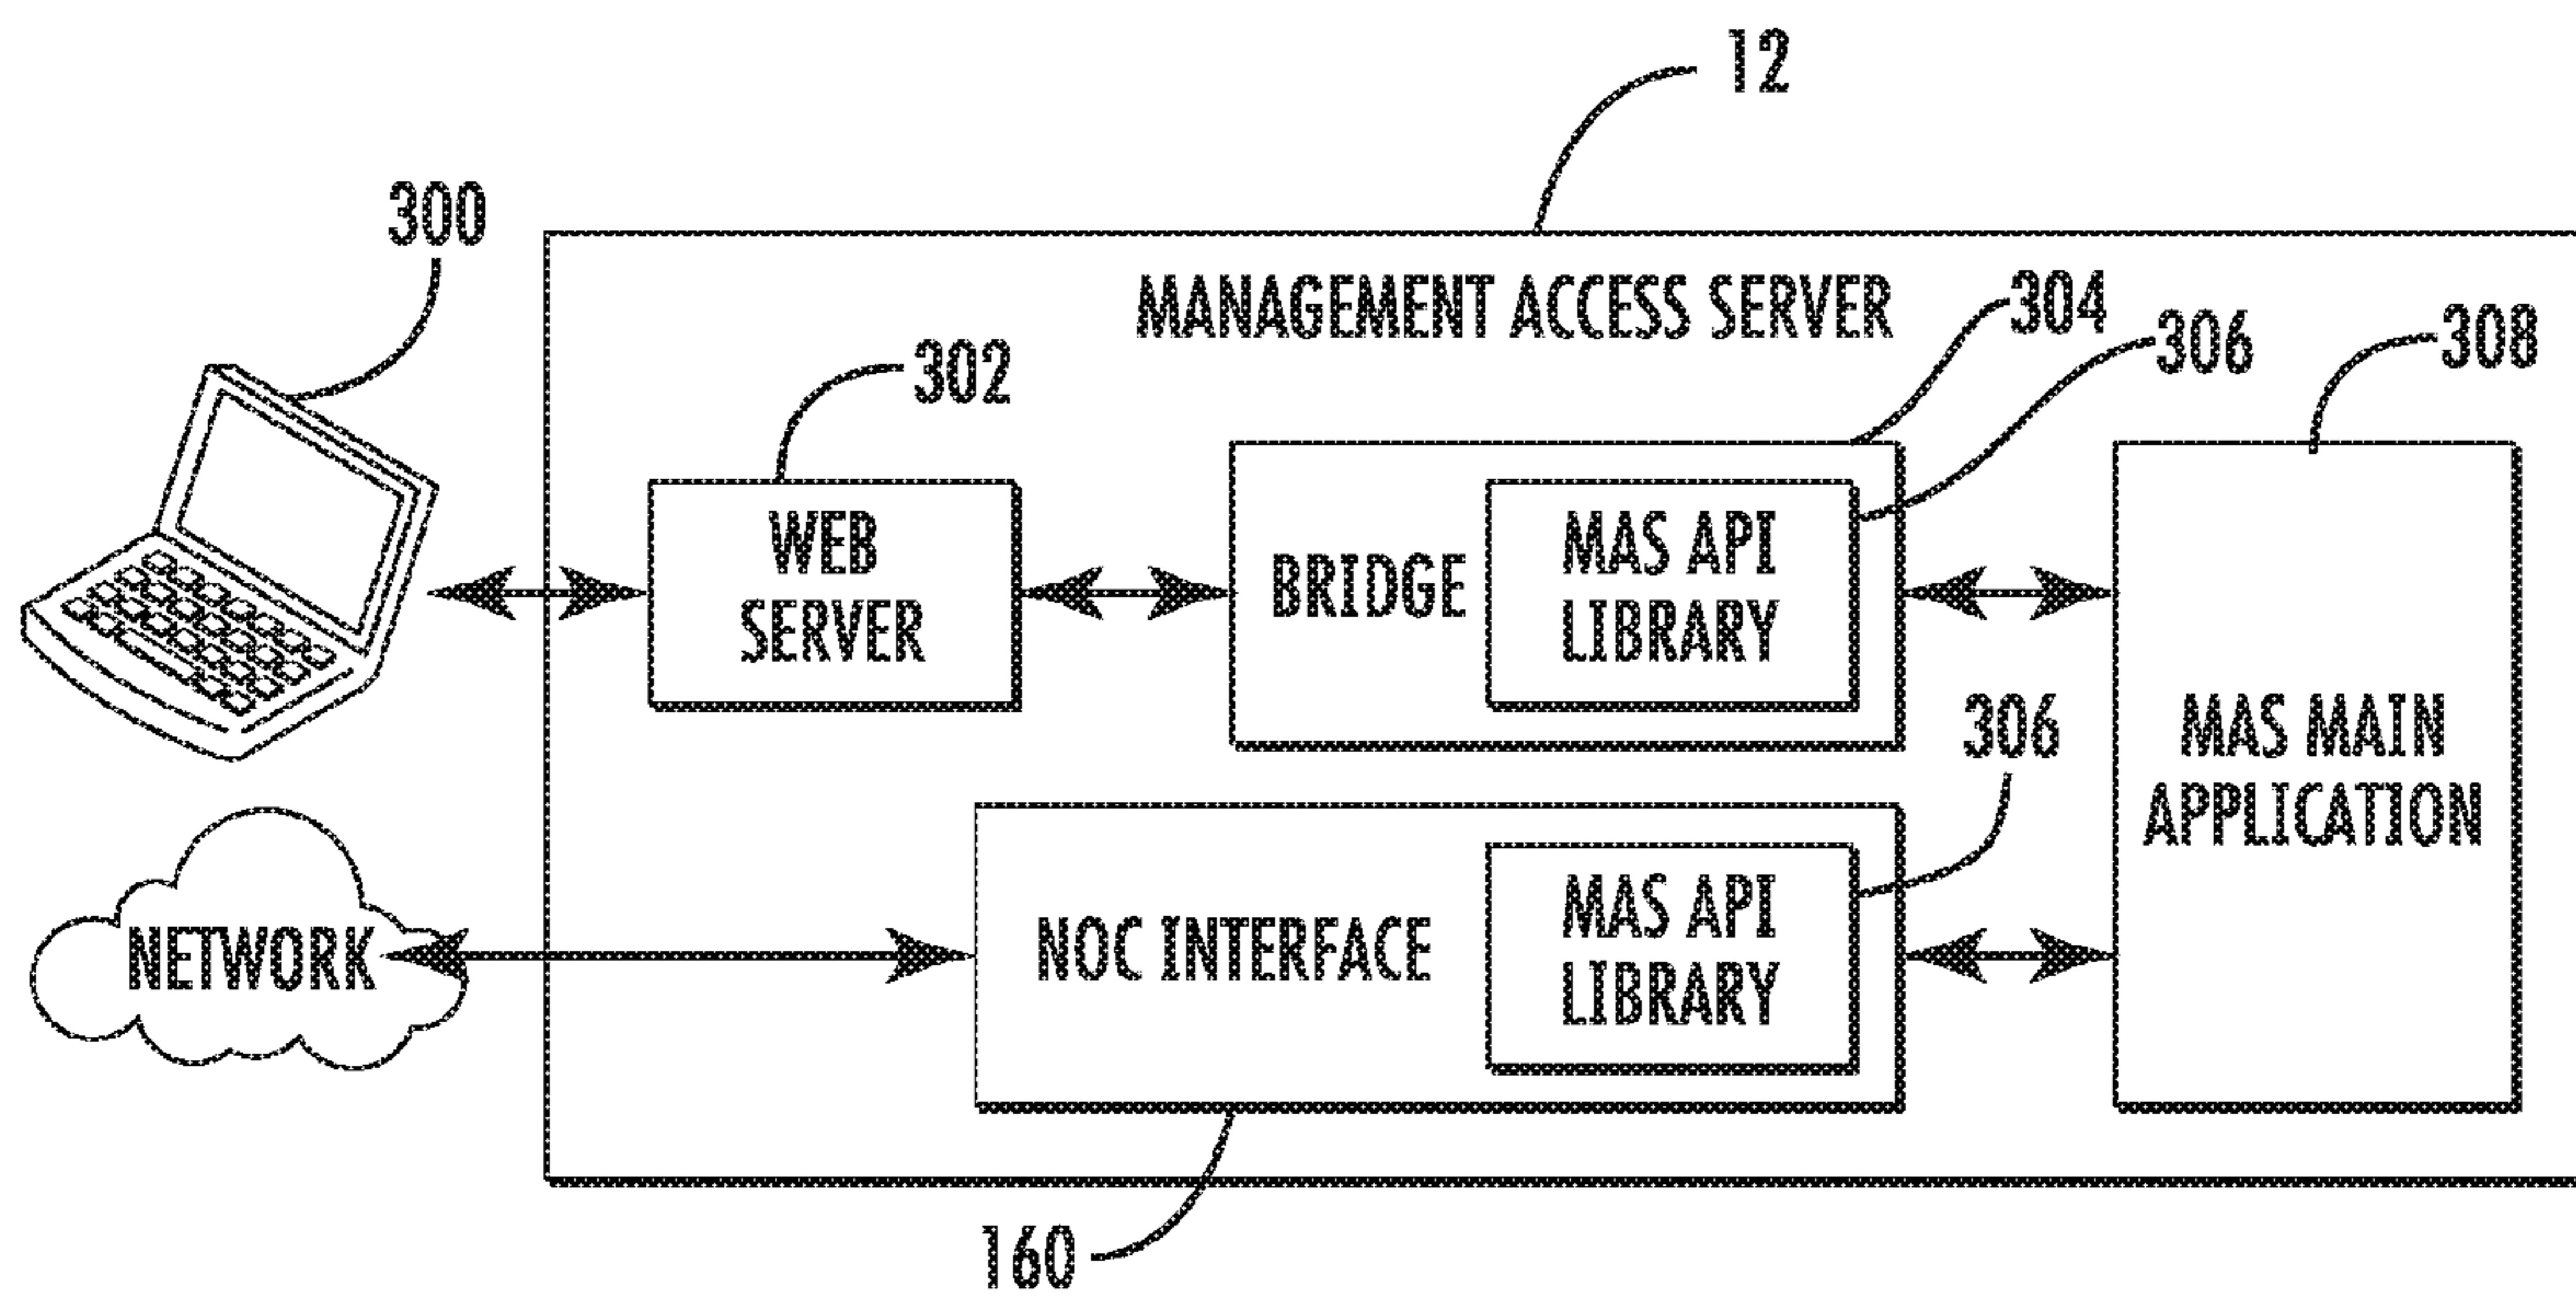 12
300
MANAGEMENT ACCESS SERVER
304
306
308
302
WEB
SERVER
BRIDGE
MAS API
LIBRARY
306
MAS MAIN
APPLICATION
NETWORK
NOC INTERFACE
MAS API
LIBRARY
160